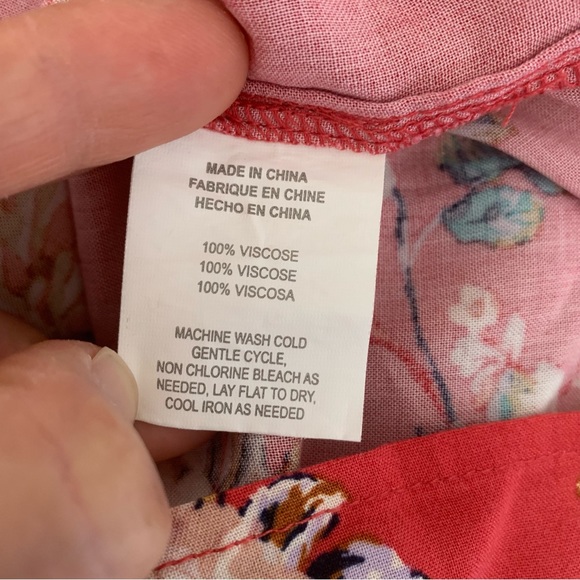 MADE IN CHINA
FABRIQUE EN CHINE
HECHO EN CHINA
100% VISCOSE
100% VISCOSE
100% VISCOSA
MACHINE WASH COLD
GENTLE CYCLE,
NON CHLORINE BLEACH AS
NEEDED, LAY FLAT TO DRY,
COOL IRON AS NEEDED